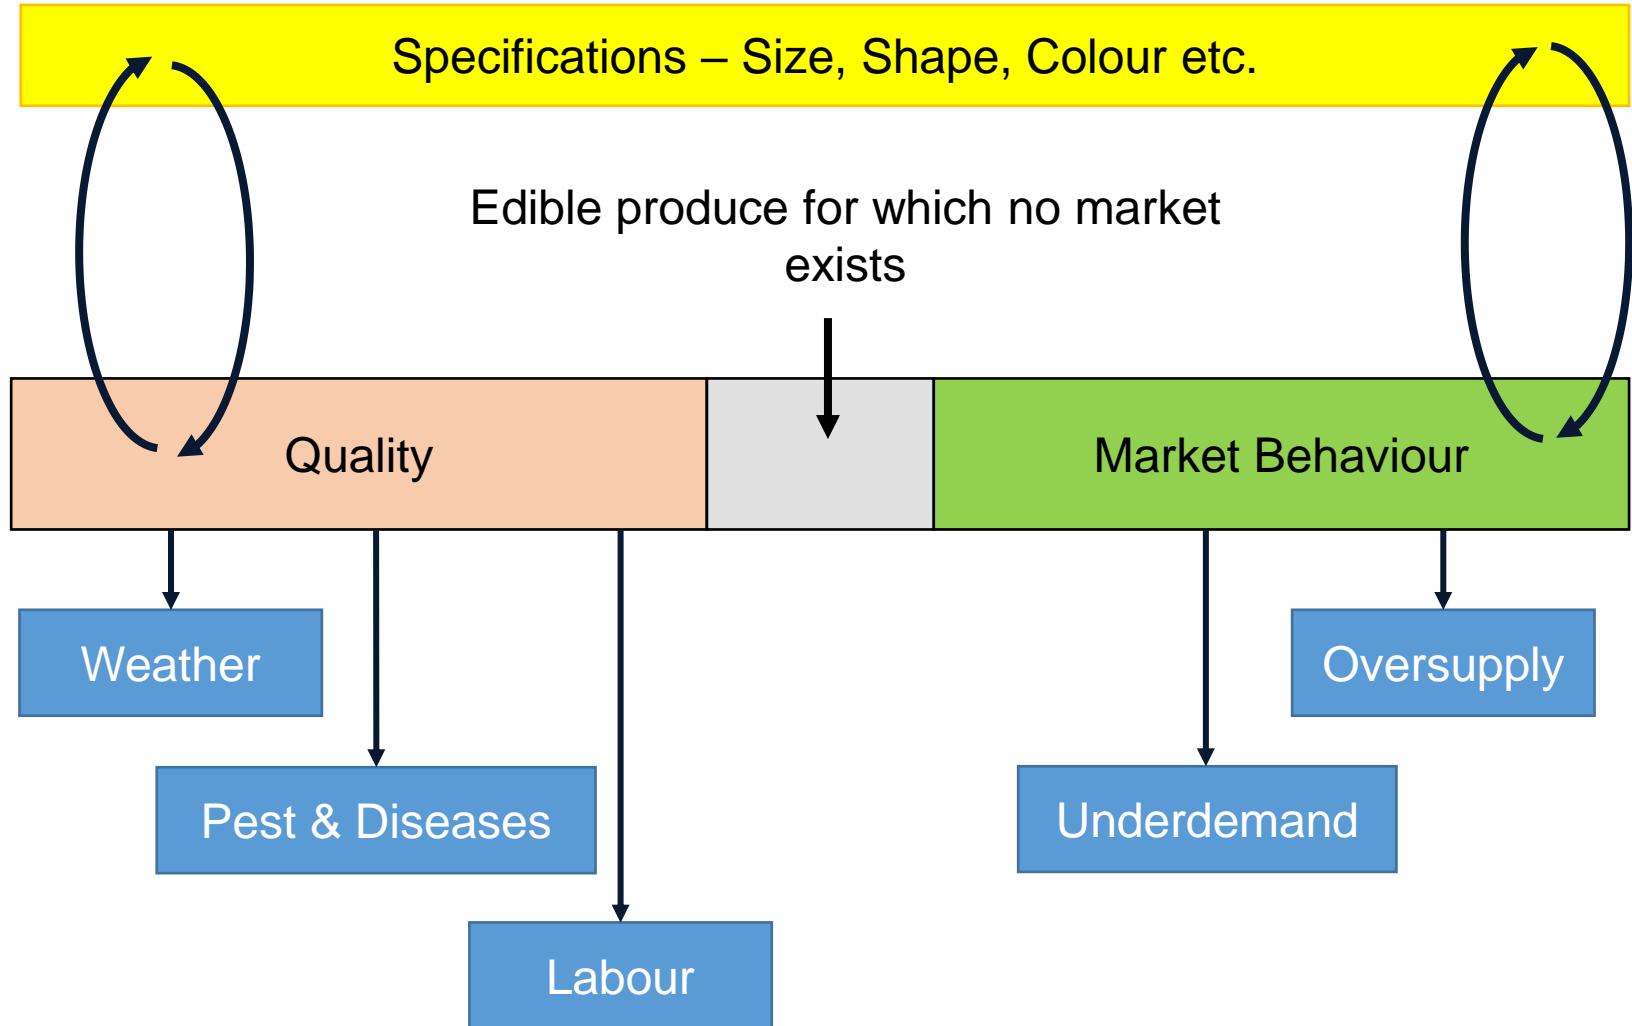 Specifications – Size, Shape, Colour etc.
Edible produce for which no market
exists
Quality
Market Behaviour
Weather
Oversupply
Pest & Diseases
Underdemand
Labour